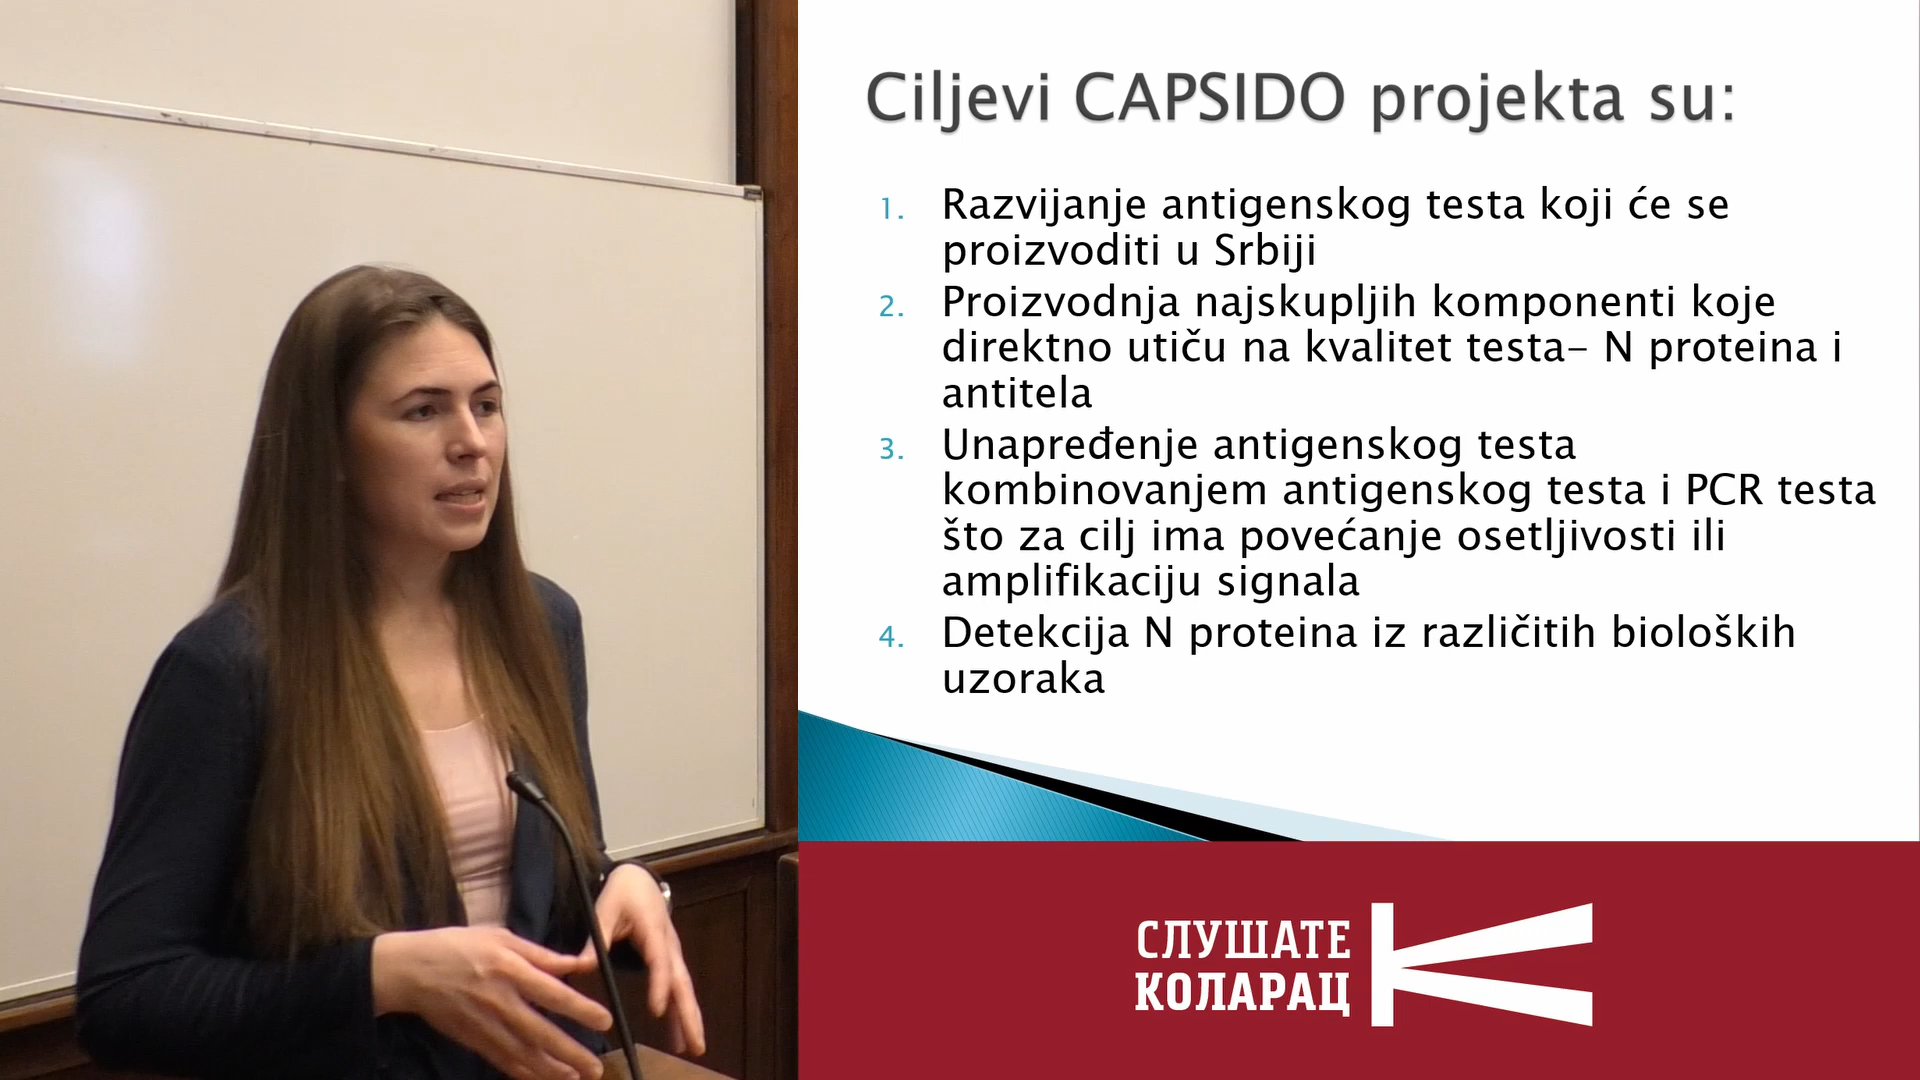 Ciljevi CAPSIDO projekta su:
1. Razvijanje antigenskog testa koji će se
proizvoditi u Srbiji
2. Proizvodnja najskupljih komponenti koje
direktno utiču na kvalitet testa– N proteina i
antitela
3. Unapređenje antigenskog testa
kombinovanjem antigenskog testa i PCR testa
što za cilj ima povećanje osetljivosti ili
amplifikaciju signala
4. Detekcija N proteina iz različitih bioloških
uzoraka
СЛУШАТЕ
КОЛАРАЦ